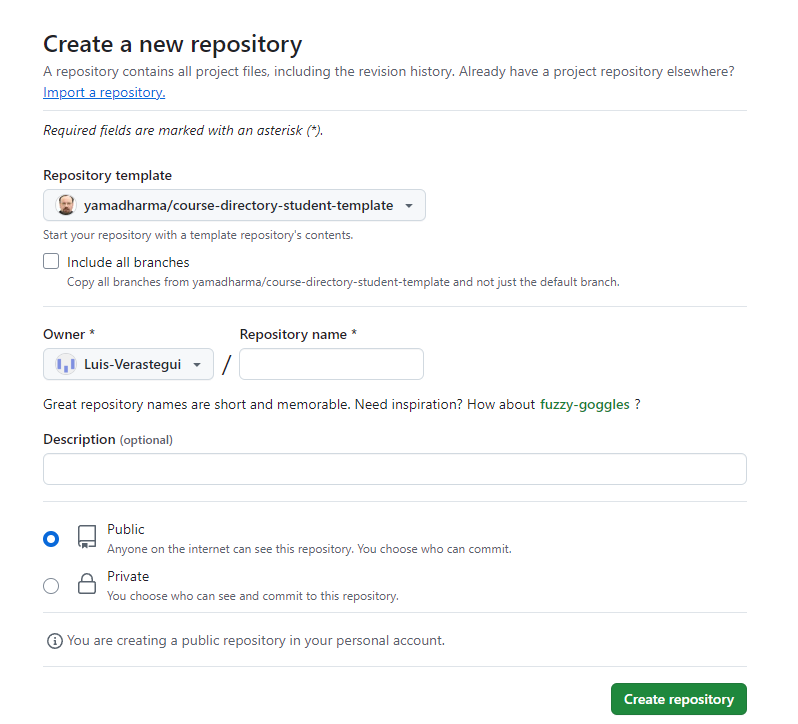 Create a new repository
A repository contains all project files, including the revision history. Already have a project repository elsewhere?
Import a repository.
Required fields are marked with an asterisk (*).
Repository template
yamadharma/course-directory-student-template
Start your repository with a template repository's contents.
Include all branches
Copy all branches from yamadharma/course-directory-student-template and not just the default branch.
Owner * Repository name *
Luis-Verastegui /
Great repository names are short and memorable. Need inspiration? How about fuzzy-goggles ?
Description (optional)
Public
Anyone on the internet can see this repository. You choose who can commit.
Private
You choose who can see and commit to this repository.
You are creating a public repository in your personal account.
Create repository